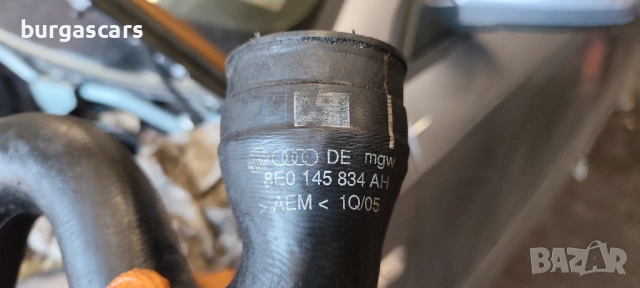 burgascars
DE mgw
8E0 145 834 AH
>AEM< 1Q/05
BAZAR